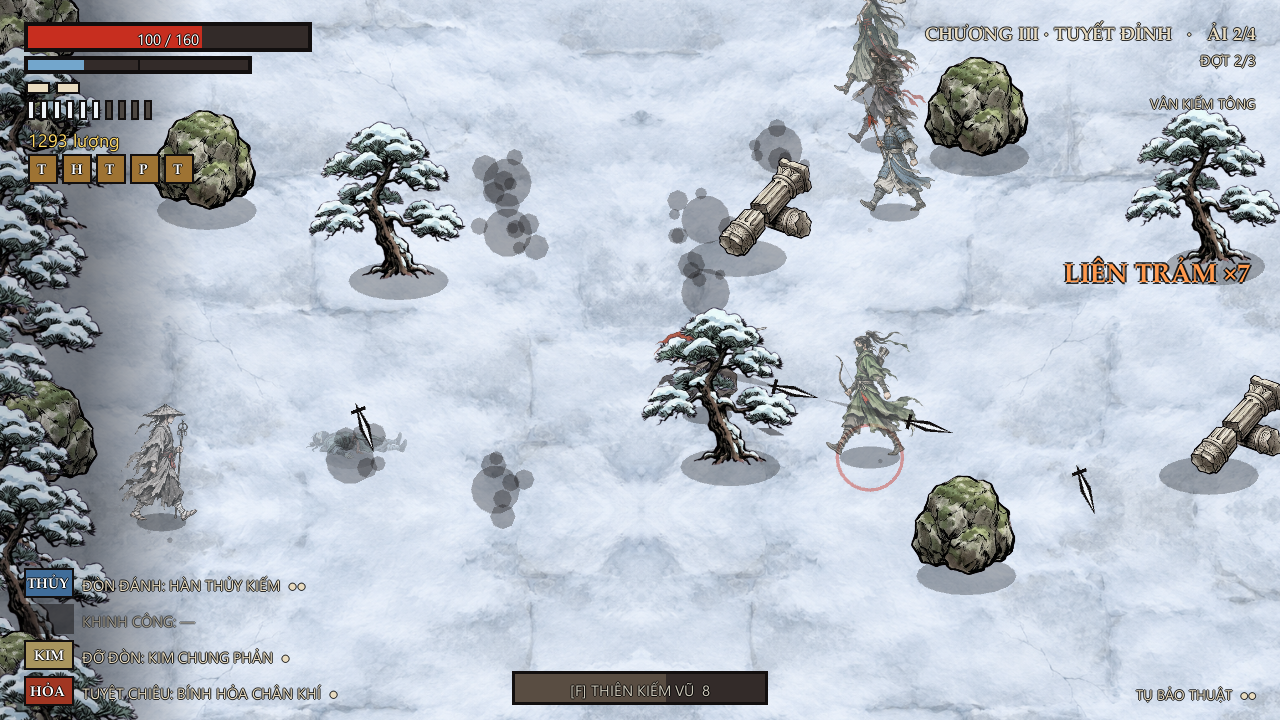 100 / 160
1293 lượng
T H T P T
CHƯƠNG III · TUYẾT ĐỈNH · ẢI 2/4
ĐỢT 2/3
VÂN KIẾM TÔNG
LIÊN TRẢM ×7
THỦY ĐÒN ĐÁNH: HÀN THỦY KIẾM
KHINH CÔNG: —
KIM ĐỠ ĐÒN: KIM CHUNG PHẢN
HỎA TUYỆT CHIÊU: BÍNH HỎA CHÂN KHÍ
[F] THIÊN KIẾM VŨ 8
TỤ BẢO THUẬT